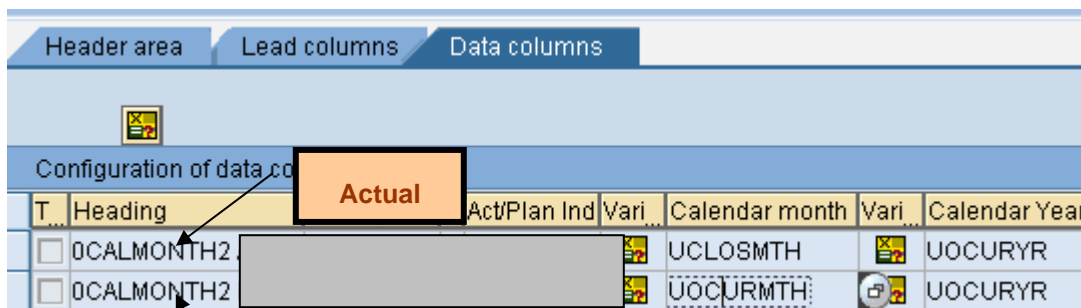 Header area Lead columns Data columns
Configuration of data co
Actual
T... Heading Act/Plan Ind Vari... Calendar month Vari... Calendar Year
0CALMONTH2 UCLOSMTH UOCURYR
0CALMONTH2 UOCURMTH UOCURYR